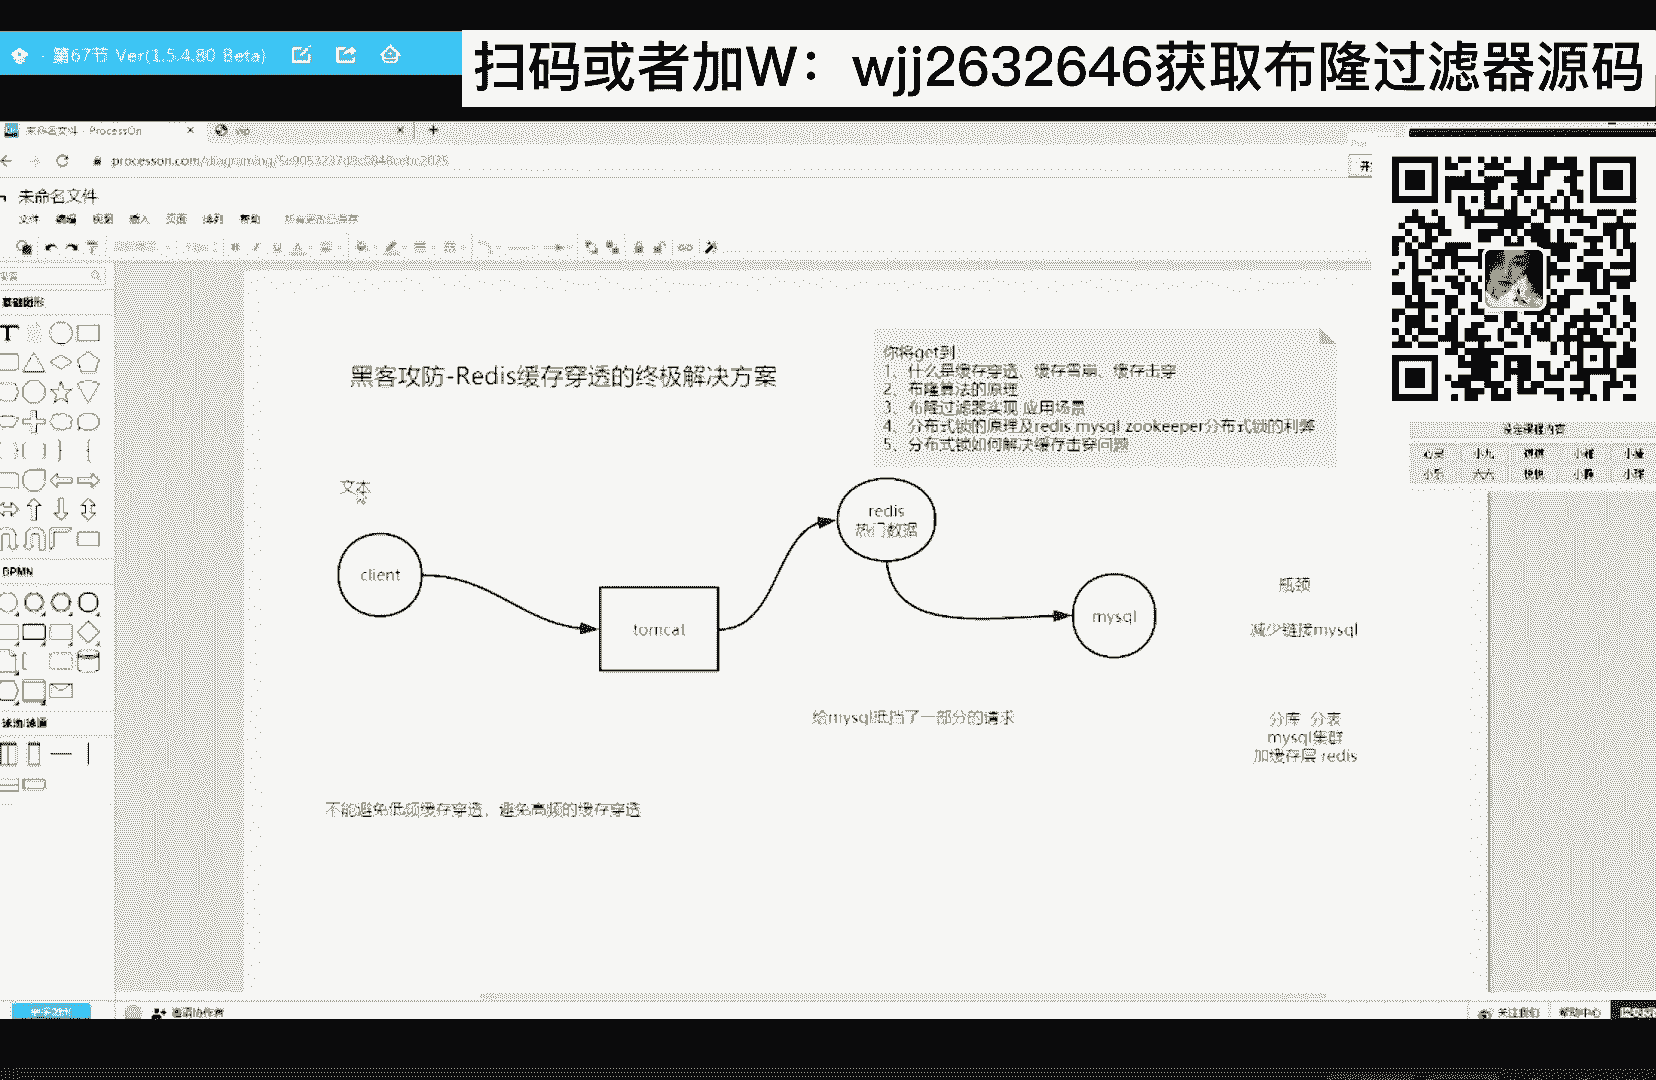 第67节 Ver(1.5.4.80 Beta)
扫码或者加W：wjj2632646获取布隆过滤器源码
未命名文件 - ProcessOn
vip
未命名文件
文件 编辑 视图 插入 页面 排列 帮助
基础图形
你将get到
黑客攻防-Redis缓存穿透的终极解决方案
1、什么是缓存穿透、缓存雪崩、缓存击穿
2、布隆算法的原理
3、布隆过滤器实现 应用场景
4、分布式锁的原理及redis mysql zookeeper分布式锁的利弊
5、分布式锁如何解决缓存击穿问题
文本
redis
热门数据
client
瓶颈
tomcat
mysql
减少链接mysql
BPMN
给mysql抵挡了一部分的请求
分库 分表
mysql集群
加缓存层 redis
不能避免低频缓存穿透，避免高频的缓存穿透
邀请协作者
关注我们
帮助中心